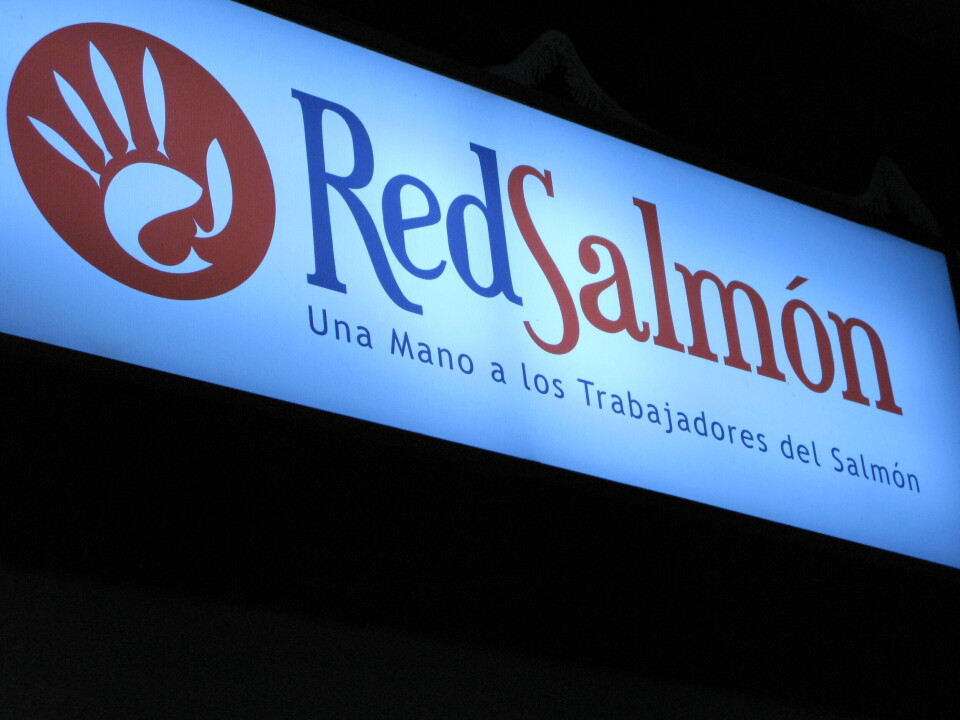 RedSalmón
Una Mano a los Trabajadores del Salmón